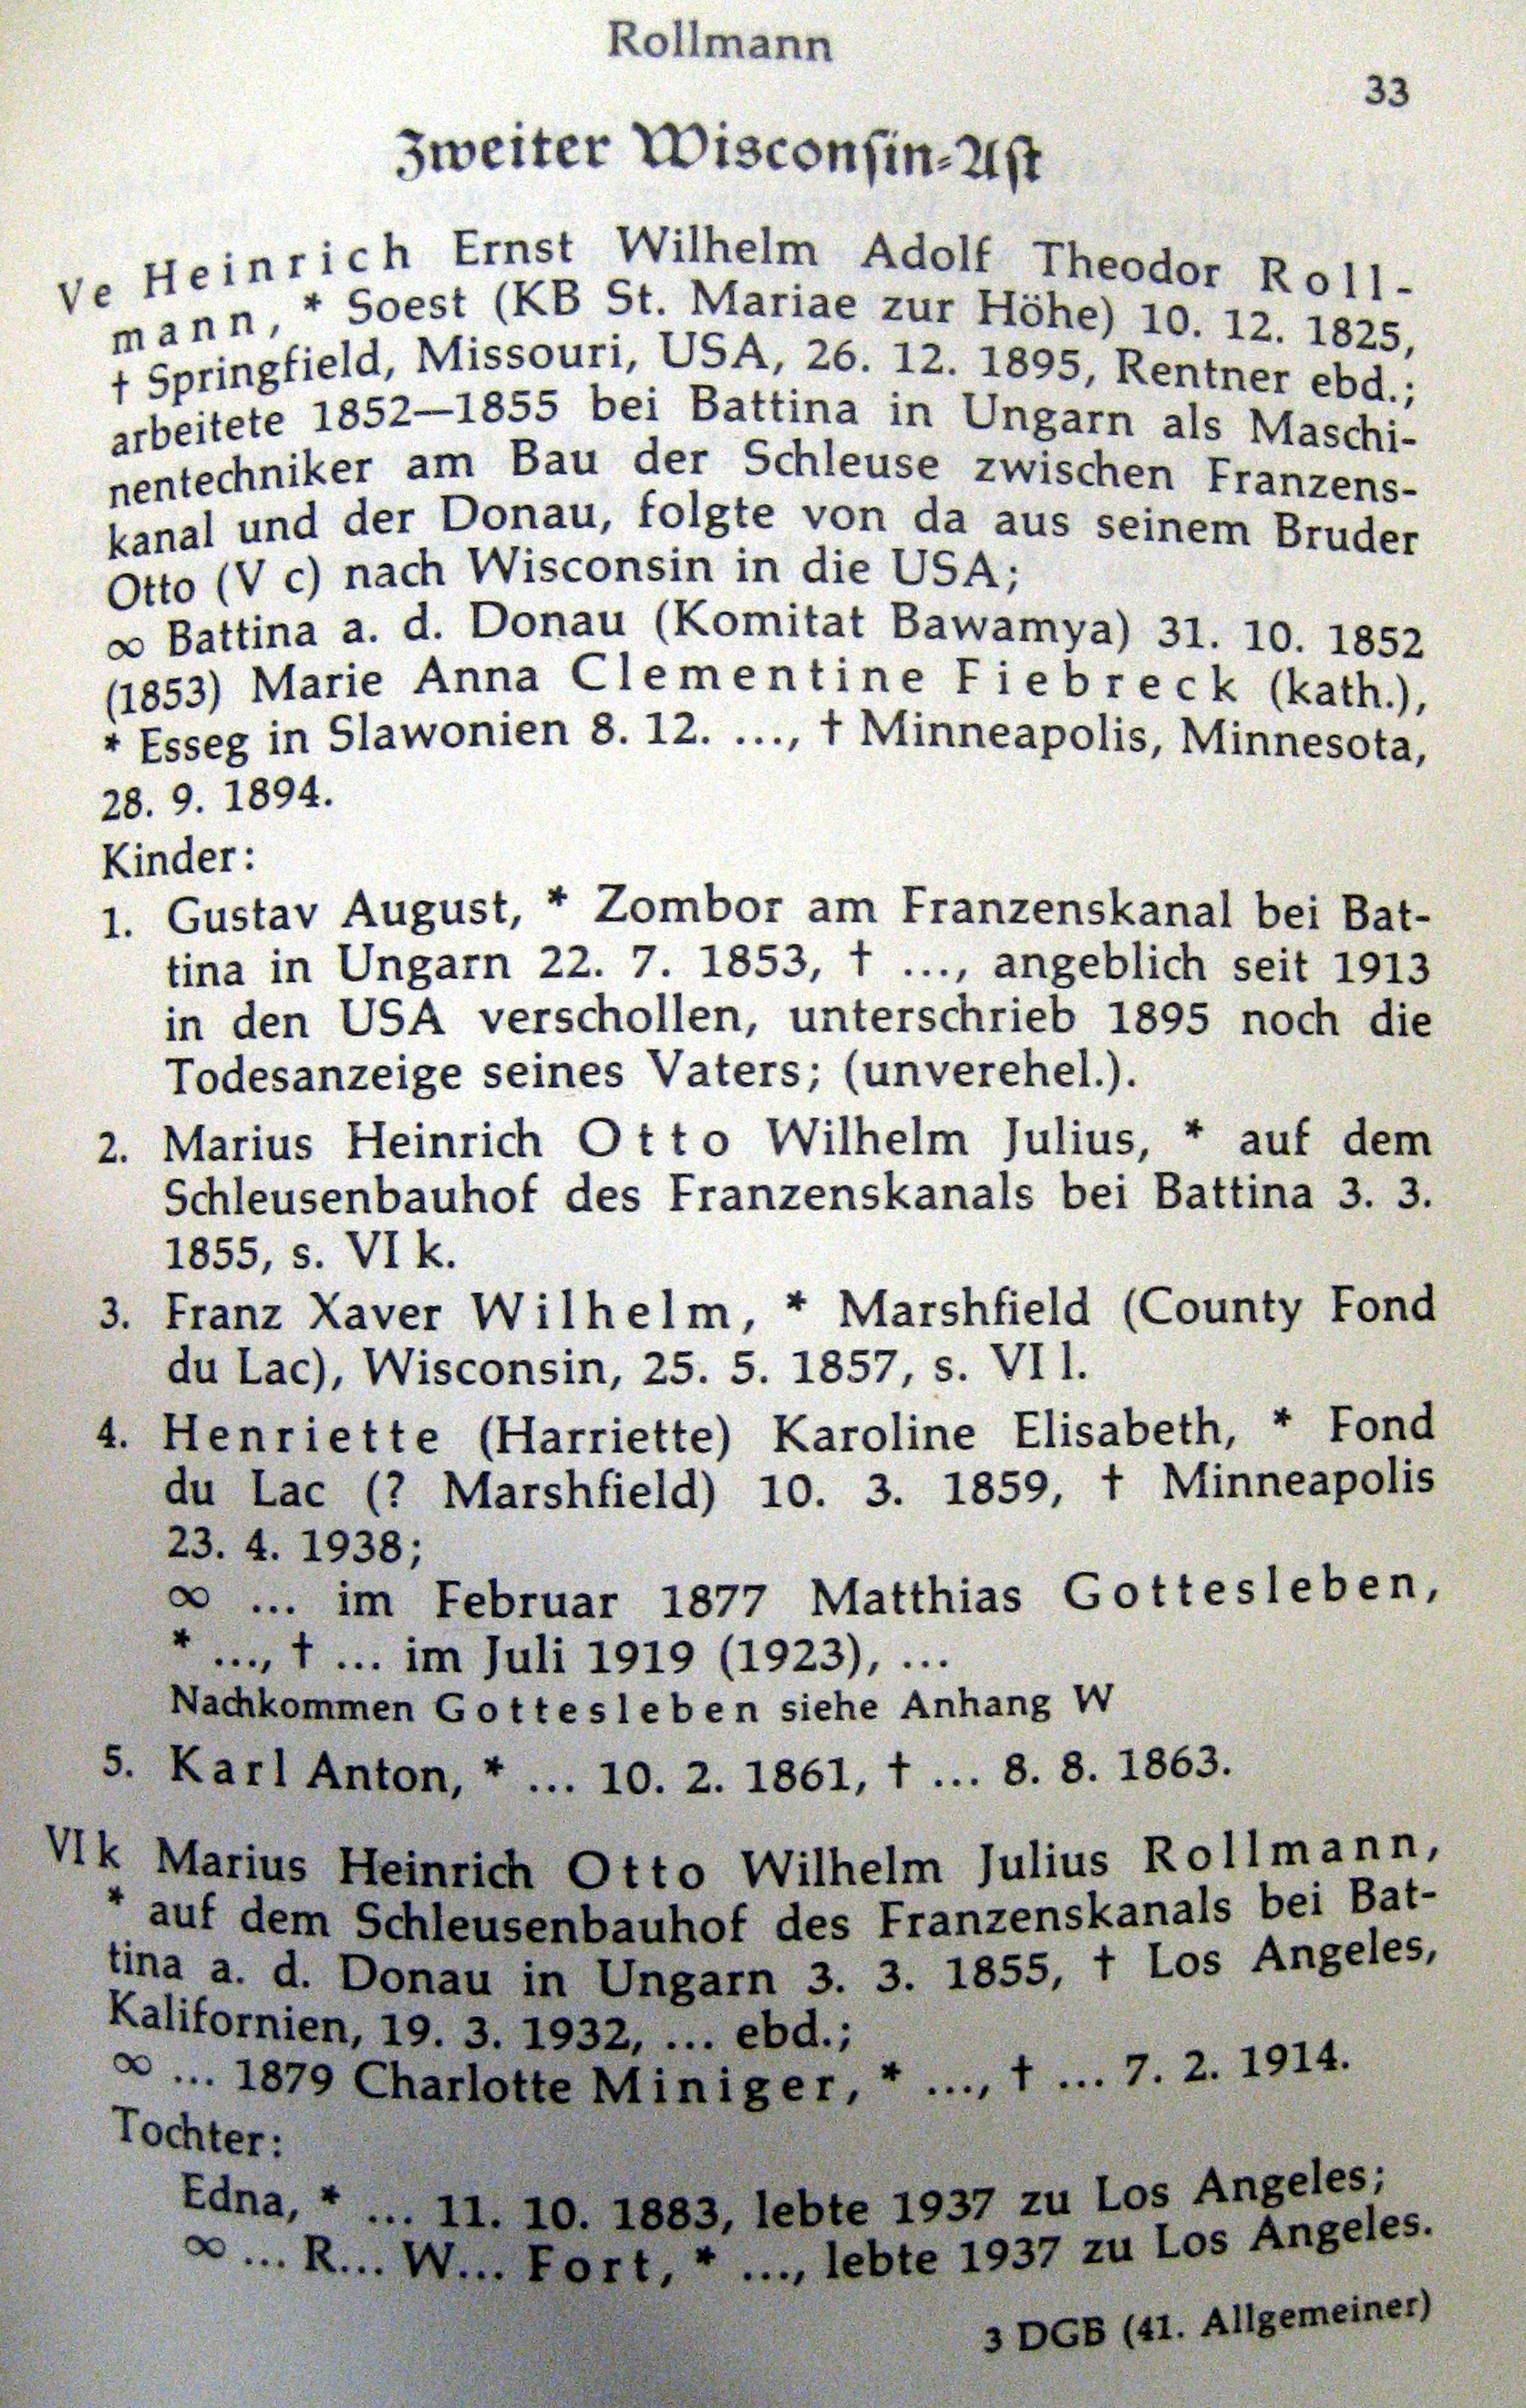 Rollmann
33
Zweiter Wisconſin-Aſt
Ve Heinrich Ernst Wilhelm Adolf Theodor Roll-
mann, * Soest (KB St. Mariae zur Höhe) 10. 12. 1825,
† Springfield, Missouri, USA, 26. 12. 1895, Rentner ebd.;
arbeitete 1852—1855 bei Battina in Ungarn als Maschi-
nentechniker am Bau der Schleuse zwischen Franzens-
kanal und der Donau, folgte von da aus seinem Bruder
Otto (V c) nach Wisconsin in die USA;
∞ Battina a. d. Donau (Komitat Bawamya) 31. 10. 1852
(1853) Marie Anna Clementine Fiebreck (kath.),
* Esseg in Slawonien 8. 12. ..., † Minneapolis, Minnesota,
28. 9. 1894.
Kinder:
1. Gustav August, * Zombor am Franzenskanal bei Bat-
tina in Ungarn 22. 7. 1853, † ..., angeblich seit 1913
in den USA verschollen, unterschrieb 1895 noch die
Todesanzeige seines Vaters; (unverehel.).
2. Marius Heinrich Otto Wilhelm Julius, * auf dem
Schleusenbauhof des Franzenskanals bei Battina 3. 3.
1855, s. VI k.
3. Franz Xaver Wilhelm, * Marshfield (County Fond
du Lac), Wisconsin, 25. 5. 1857, s. VI l.
4. Henriette (Harriette) Karoline Elisabeth, * Fond
du Lac (? Marshfield) 10. 3. 1859, † Minneapolis
23. 4. 1938;
∞ ... im Februar 1877 Matthias Gottesleben,
* ..., † ... im Juli 1919 (1923), ...
Nachkommen Gottesleben siehe Anhang W
5. Karl Anton, * ... 10. 2. 1861, † ... 8. 8. 1863.
VI k Marius Heinrich Otto Wilhelm Julius Rollmann,
* auf dem Schleusenbauhof des Franzenskanals bei Bat-
tina a. d. Donau in Ungarn 3. 3. 1855, † Los Angeles,
Kalifornien, 19. 3. 1932, ... ebd.;
∞ ... 1879 Charlotte Miniger, * ..., † ... 7. 2. 1914.
Tochter:
Edna, * ... 11. 10. 1883, lebte 1937 zu Los Angeles;
∞ ... R... W... Fort, * ..., lebte 1937 zu Los Angeles.
3 DGB (41. Allgemeiner)